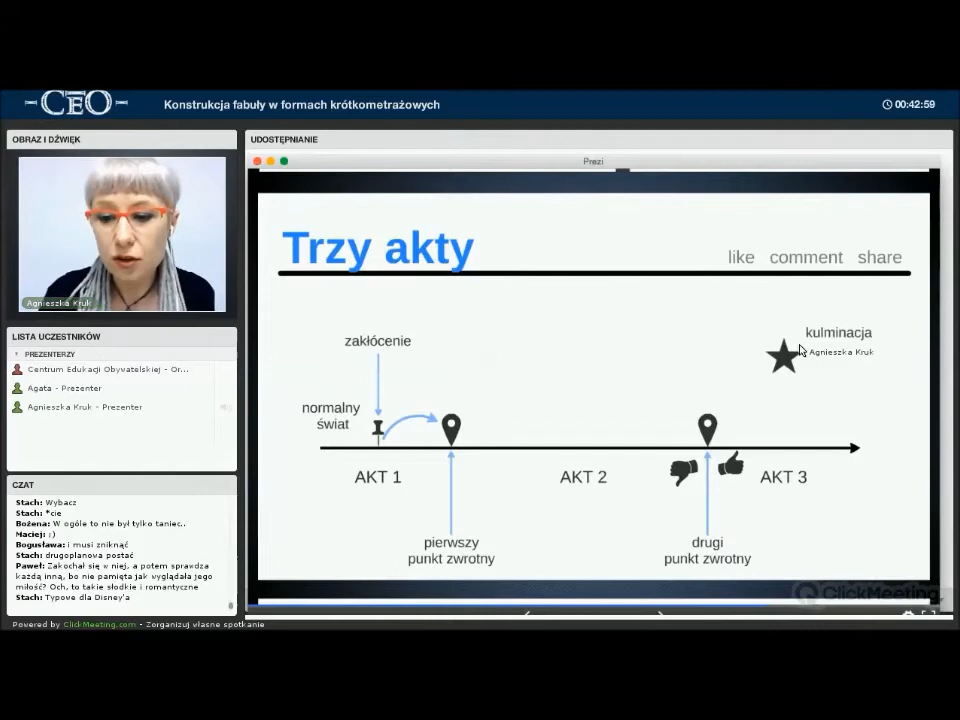 CEO
Konstrukcja fabuły w formach krótkometrażowych
00:42:59
OBRAZ I DŹWIĘK
Agnieszka Kruk
LISTA UCZESTNIKÓW
PREZENTERZY
Centrum Edukacji Obywatelskiej - Or...
Agata - Prezenter
Agnieszka Kruk - Prezenter
CZAT
Stach: Wybacz
Stach: *cie
Bożena: W ogóle to nie był tylko taniec..
Maciej: ;)
Bogusława: i musi zniknąć
Stach: drugoplanova postać
Paweł: Zakochał się w niej, a potem sprawdza
każdą inną, bo nie pamięta jak wyglądała jego
miłość? Och, to takie słodkie i romantyczne
Stach: Typowe dla Disney'a
UDOSTĘPNIANIE
Prezi
Trzy akty
like comment share
kulminacja
Agnieszka Kruk
zakłócenie
normalny
świat
AKT 1
AKT 2
AKT 3
pierwszy
punkt zwrotny
drugi
punkt zwrotny
ClickMeeting
Powered by ClickMeeting.com - Zorganizuj własne spotkanie